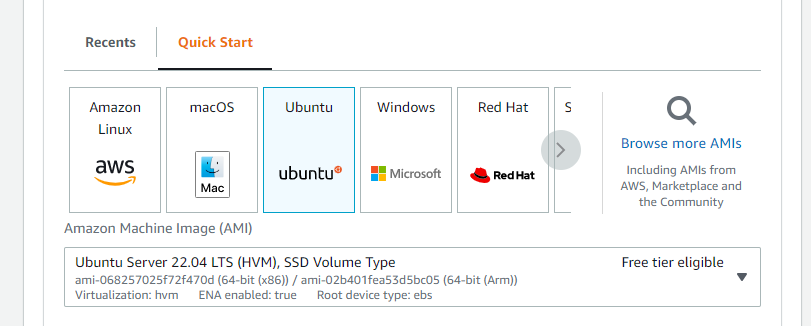 Recents
Quick Start
Amazon
Linux
aws
macOS
Mac
Ubuntu
ubuntu
Windows
Microsoft
Red Hat
Red Hat
S
Browse more AMIs
Including AMIs from
AWS, Marketplace and
the Community
Amazon Machine Image (AMI)
Ubuntu Server 22.04 LTS (HVM), SSD Volume Type
Free tier eligible
ami-068257025f72f470d (64-bit (x86)) / ami-02b401fea53d5bc05 (64-bit (Arm))
Virtualization: hvm ENA enabled: true Root device type: ebs